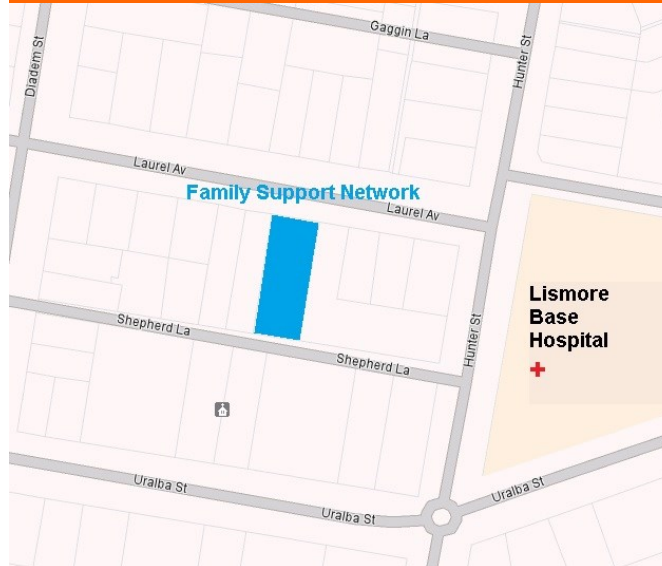 Gaggin La
Diadem St
Hunter St
Laurel Av
Family Support Network
Laurel Av
Lismore
Base
Hospital
Shepherd La
Hunter St
Shepherd La
Uralba St
Uralba St
Uralba St